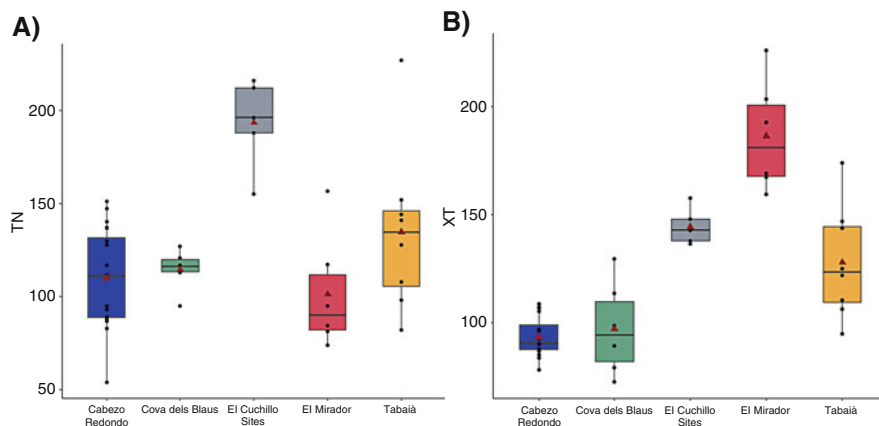 A)
TN
200
150
100
50
Cabezo
Redondo
Cova dels Blaus
El Cuchillo
Sites
El Mirador
Tabaià
B)
XT
200
150
100
Cabezo
Redondo
Cova dels Blaus
El Cuchillo
Sites
El Mirador
Tabaià